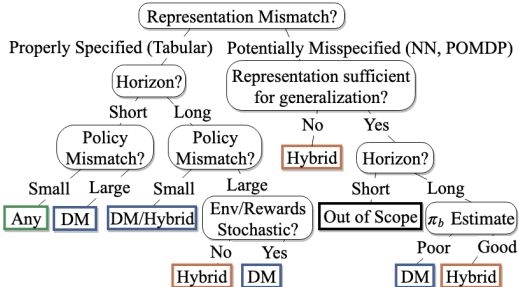 Representation Mismatch?
Properly Specified (Tabular)
Potentially Misspecified (NN, POMDP)
Horizon?
Representation sufficient
for generalization?
Short
Long
No
Yes
Policy
Mismatch?
Policy
Mismatch?
Hybrid
Horizon?
Small
Large
Small
Large
Short
Long
Any
DM
DM/Hybrid
Env/Rewards
Stochastic?
Out of Scope
πb Estimate
No
Yes
Poor
Good
Hybrid
DM
DM
Hybrid